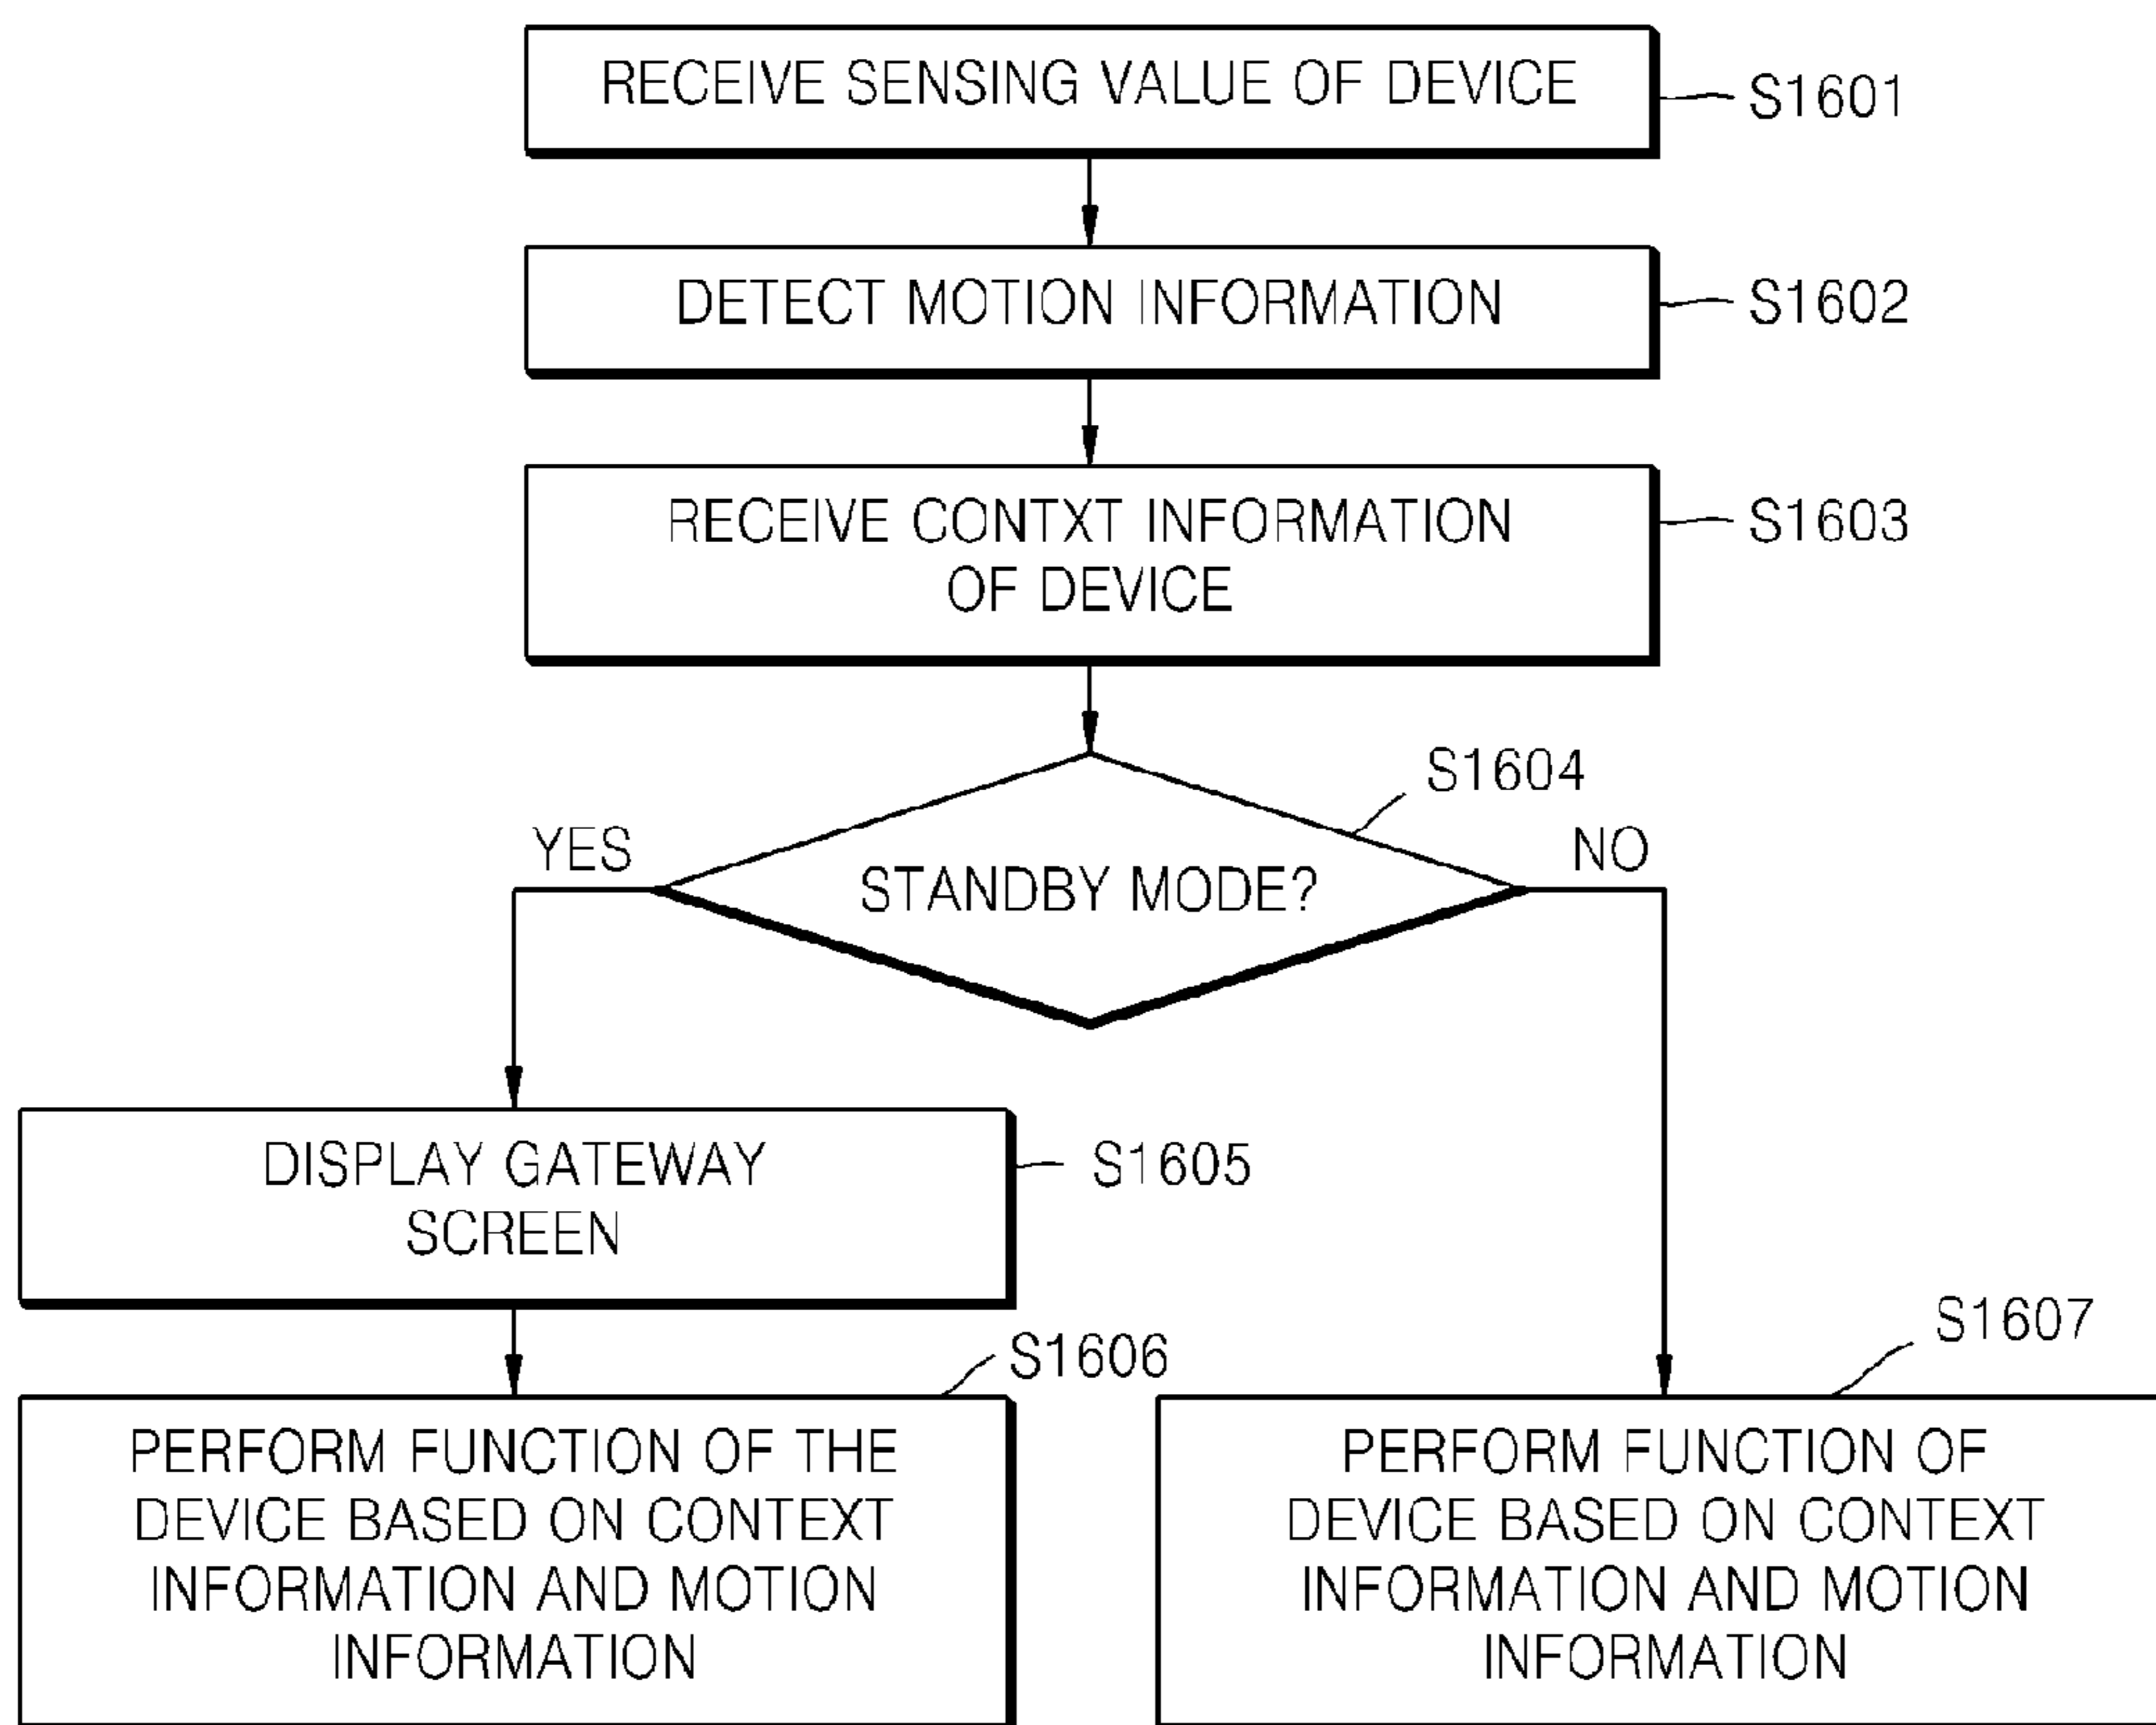 RECEIVE SENSING VALUE OF DEVICE
S1601
DETECT MOTION INFORMATION
S1602
RECEIVE CONTXT INFORMATION
OF DEVICE
S1603
S1604
YES
NO
STANDBY MODE?
DISPLAY GATEWAY
SCREEN
S1605
S1606
PERFORM FUNCTION OF THE
DEVICE BASED ON CONTEXT
INFORMATION AND MOTION
INFORMATION
S1607
PERFORM FUNCTION OF
DEVICE BASED ON CONTEXT
INFORMATION AND MOTION
INFORMATION